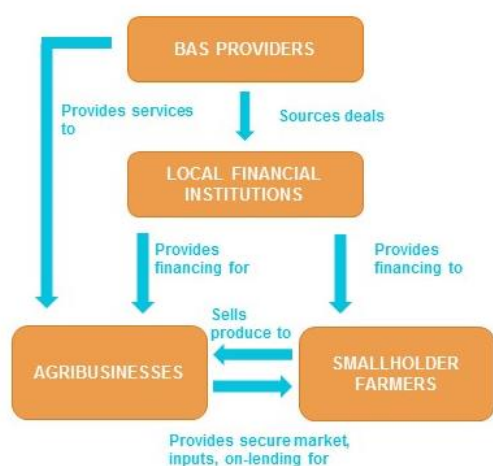 BAS PROVIDERS
Provides services
to
Sources deals
LOCAL FINANCIAL
INSTITUTIONS
Provides
financing for
Provides
financing to
Sells
produce to
AGRIBUSINESSES
SMALLHOLDER
FARMERS
Provides secure market,
inputs, on-lending for